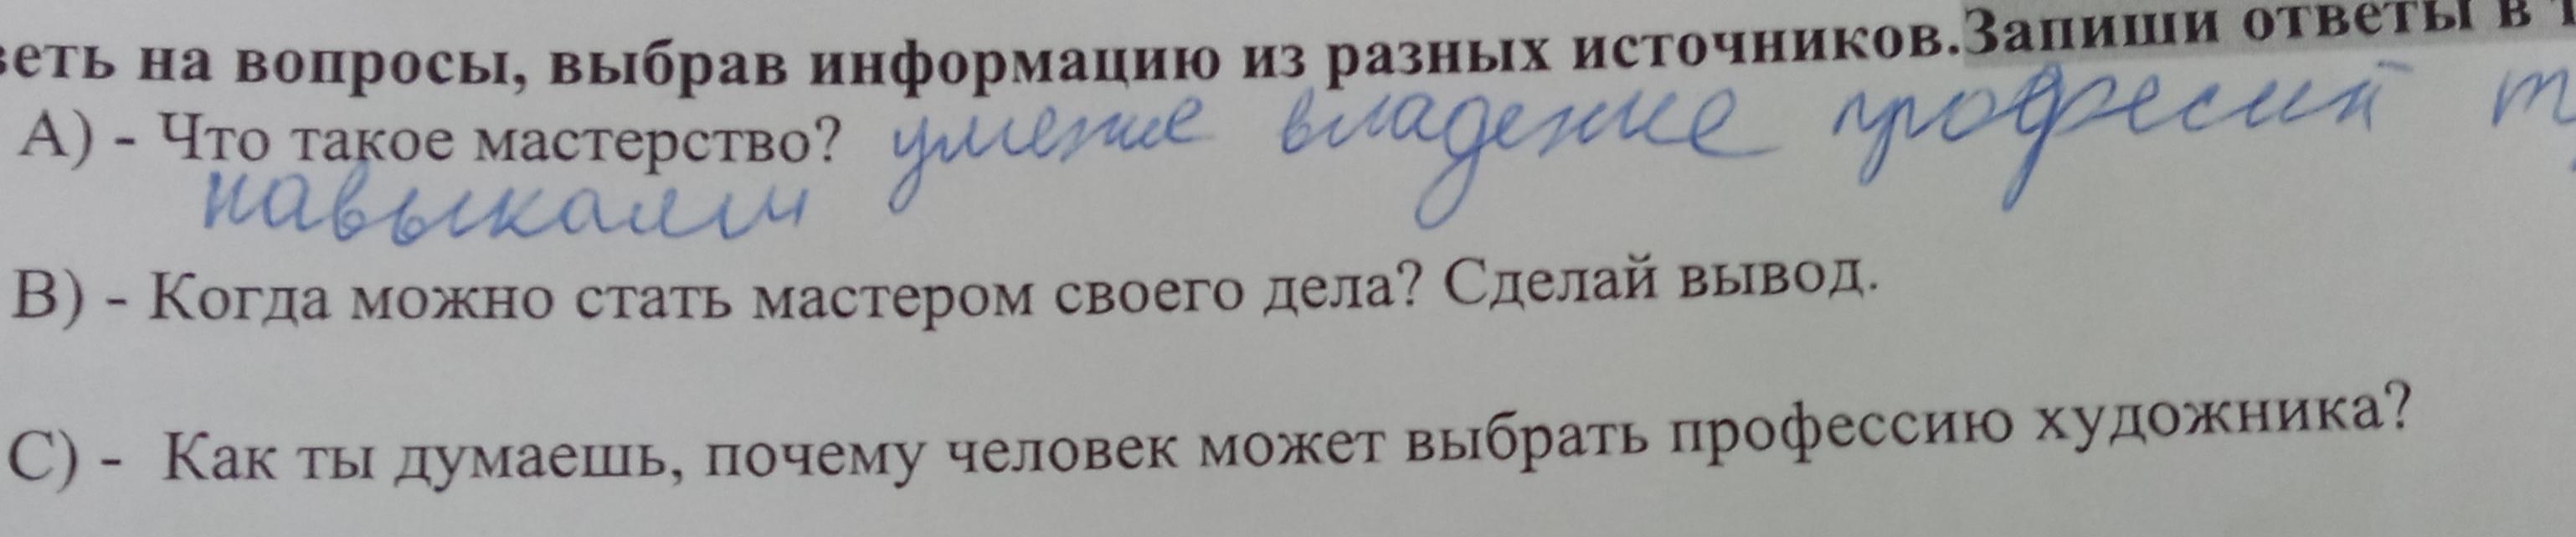 еть на вопросы, выбрав информацию из разных источников.Запиши ответы в
А) - Что такое мастерство? умение владение професий
навыками
В) - Когда можно стать мастером своего дела? Сделай вывод.
С) - Как ты думаешь, почему человек может выбрать профессию художника?